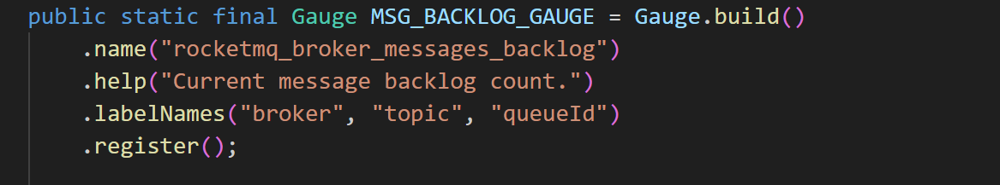 public static final Gauge MSG_BACKLOG_GAUGE = Gauge.build()
.name("rocketmq_broker_messages_backlog")
.help("Current message backlog count.")
.labelNames("broker", "topic", "queueId")
.register();